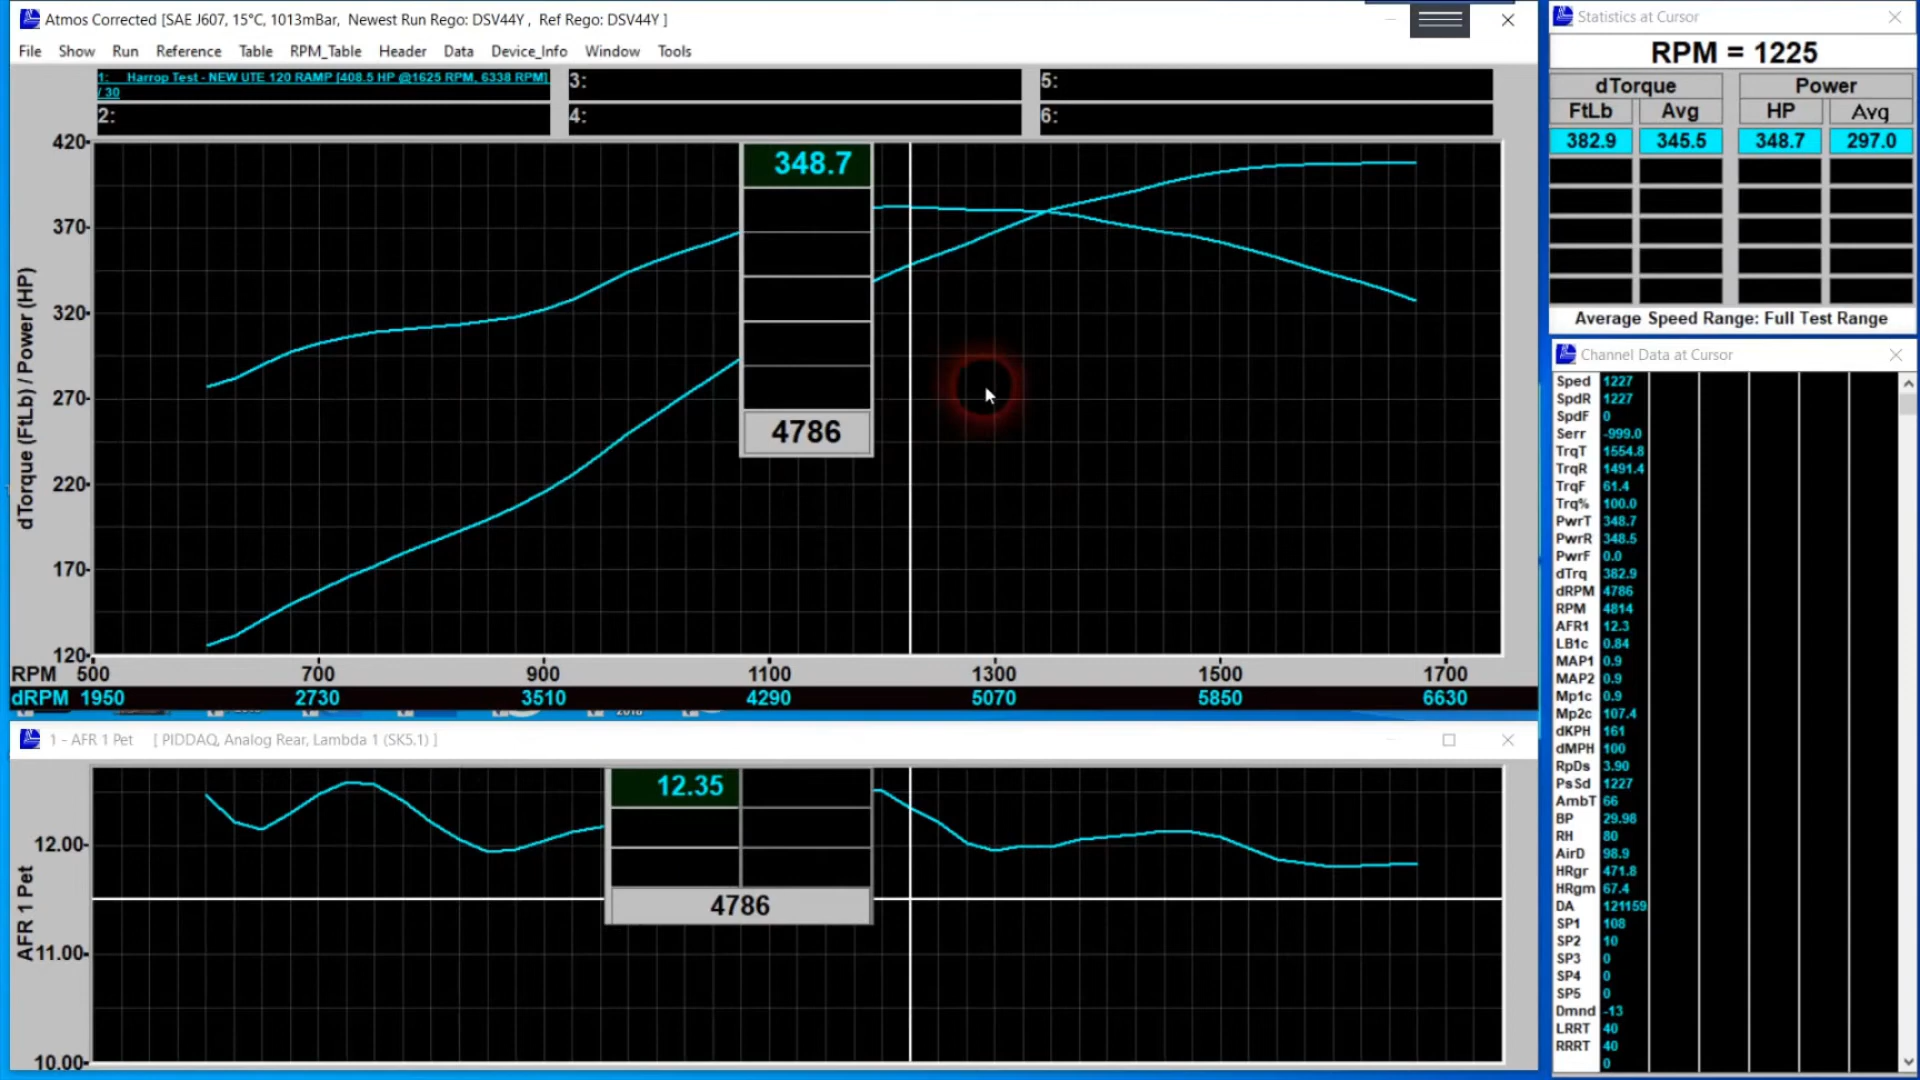 Atmos Corrected [SAE J607, 15°C, 1013mBar, Newest Run Rego: DSV44Y , Ref Rego: DSV44Y ]
File Show Run Reference Table RPM_Table Header Data Device_Info Window Tools
1: Harrop Test - NEW UTE 120 RAMP [408.5 HP @1625 RPM, 6338 RPM]
/ 30
3:
5:
2:
4:
6:
420
370
320
270
220
170
120
dTorque (FtLb) / Power (HP)
348.7
4786
RPM 500 700 900 1100 1300 1500 1700
dRPM 1950 2730 3510 4290 5070 5850 6630
1 - AFR 1 Pet [ PIDDAQ, Analog Rear, Lambda 1 (SK5.1) ]
12.00
11.00
10.00
AFR 1 Pet
12.35
4786
Statistics at Cursor
RPM = 1225
dTorque Power
FtLb Avg HP Avg
382.9 345.5 348.7 297.0
Average Speed Range: Full Test Range
Channel Data at Cursor
Sped 1227
SpdR 1227
SpdF 0
Serr -999.0
TrqT 1554.8
TrqR 1491.4
TrqF 61.4
Trq% 100.0
PwrT 348.7
PwrR 348.5
PwrF 0.0
dTrq 382.9
dRPM 4786
RPM 4814
AFR1 12.3
LB1c 0.84
MAP1 0.9
MAP2 0.9
Mp1c 0.9
Mp2c 107.4
dKPH 161
dMPH 100
RpDs 3.90
PsSd 1227
AmbT 66
BP 29.98
RH 80
AirD 98.9
HRgr 471.8
HRgm 67.4
DA 121159
SP1 108
SP2 10
SP3 0
SP4 0
SP5 0
Dmnd -13
LRRT 40
RRRT 40
0